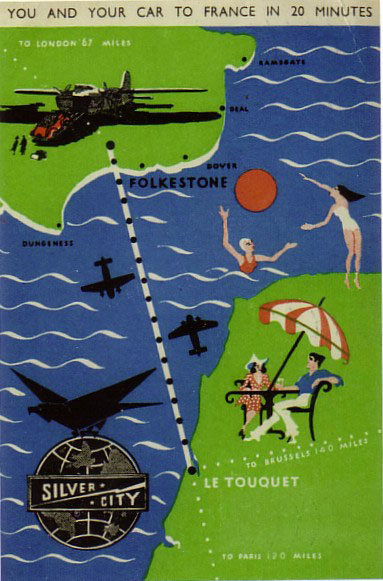 YOU AND YOUR CAR TO FRANCE IN 20 MINUTES
TO LONDON 67 MILES
RAMSGATE
DEAL
DOVER
FOLKESTONE
DUNGENESS
SILVER
CITY
TO BRUSSELS 140 MILES
LE TOUQUET
TO PARIS 120 MILES